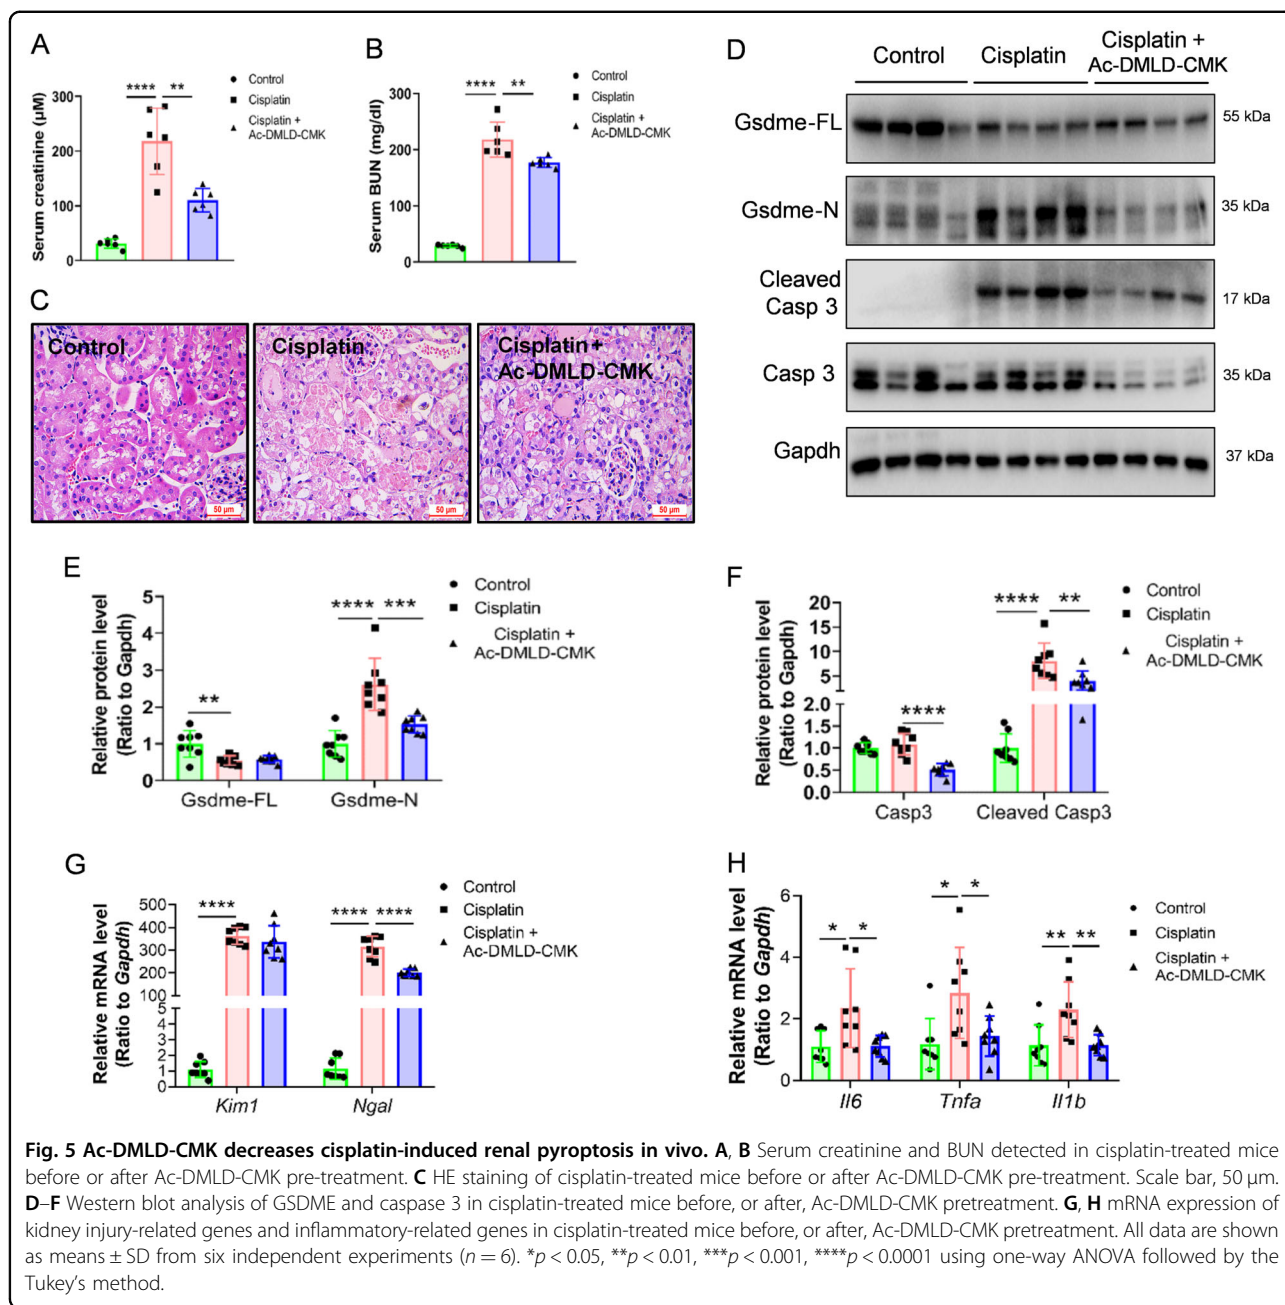 A
**** **
Serum creatinine (µM)
300
200
100
0
Control
Cisplatin
Cisplatin +
Ac-DMLD-CMK
B
**** **
Serum BUN (mg/dl)
300
200
100
0
Control
Cisplatin
Cisplatin +
Ac-DMLD-CMK
C
Control
50 µm
Cisplatin
50 µm
Cisplatin+
Ac-DMLD-CMK
50 µm
D
Control Cisplatin Cisplatin +
Ac-DMLD-CMK
Gsdme-FL 55 kDa
Gsdme-N 35 kDa
Cleaved
Casp 3 17 kDa
Casp 3 35 kDa
Gapdh 37 kDa
E
Relative protein level
(Ratio to Gapdh)
5
4
3
2
1
0
**
**** ***
Gsdme-FL Gsdme-N
Control
Cisplatin
Cisplatin +
Ac-DMLD-CMK
F
Relative protein level
(Ratio to Gapdh)
20
15
10
5
2.0
1.5
1.0
0.5
0.0
****
**** **
Casp3 Cleaved Casp3
Control
Cisplatin
Cisplatin +
Ac-DMLD-CMK
G
Relative mRNA level
(Ratio to Gapdh)
500
400
300
200
100
5
4
3
2
1
0
****
**** ****
Kim1 Ngal
Control
Cisplatin
Cisplatin +
Ac-DMLD-CMK
H
Relative mRNA level
(Ratio to Gapdh)
6
4
2
0
* *
* *
** **
Il6 Tnfa Il1b
Control
Cisplatin
Cisplatin +
Ac-DMLD-CMK
Fig. 5 Ac-DMLD-CMK decreases cisplatin-induced renal pyroptosis in vivo. A, B Serum creatinine and BUN detected in cisplatin-treated mice
before or after Ac-DMLD-CMK pre-treatment. C HE staining of cisplatin-treated mice before or after Ac-DMLD-CMK pre-treatment. Scale bar, 50 µm.
D–F Western blot analysis of GSDME and caspase 3 in cisplatin-treated mice before, or after, Ac-DMLD-CMK pretreatment. G, H mRNA expression of
kidney injury-related genes and inflammatory-related genes in cisplatin-treated mice before, or after, Ac-DMLD-CMK pretreatment. All data are shown
as means ± SD from six independent experiments (n = 6). *p < 0.05, **p < 0.01, ***p < 0.001, ****p < 0.0001 using one-way ANOVA followed by the
Tukey's method.